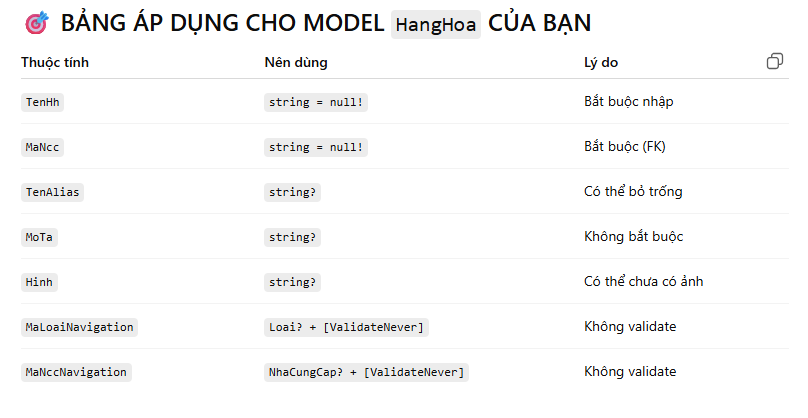 🎯 BẢNG ÁP DỤNG CHO MODEL HangHoa CỦA BẠN
Thuộc tính Nên dùng Lý do
TenHh string = null! Bắt buộc nhập
MaNcc string = null! Bắt buộc (FK)
TenAlias string? Có thể bỏ trống
MoTa string? Không bắt buộc
Hinh string? Có thể chưa có ảnh
MaLoaiNavigation Loai? + [ValidateNever] Không validate
MaNccNavigation NhaCungCap? + [ValidateNever] Không validate